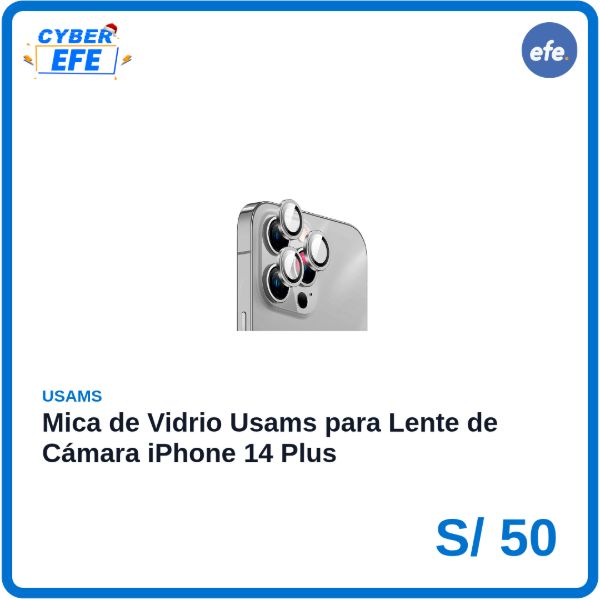 CYBER
EFE
efe.
USAMS
Mica de Vidrio Usams para Lente de
Cámara iPhone 14 Plus
S/ 50